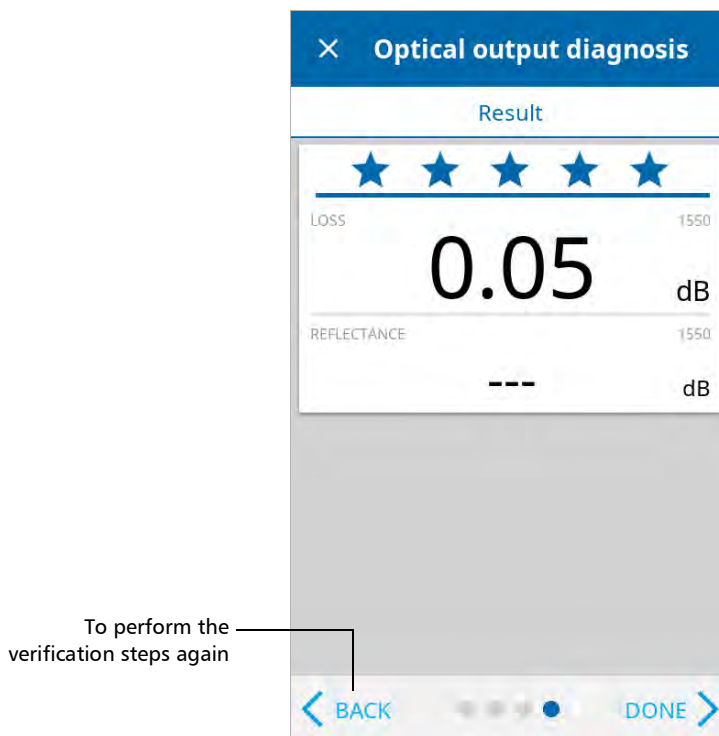 Optical output diagnosis
Result
LOSS 1550
0.05 dB
REFLECTANCE 1550
--- dB
To perform the
verification steps again
BACK DONE